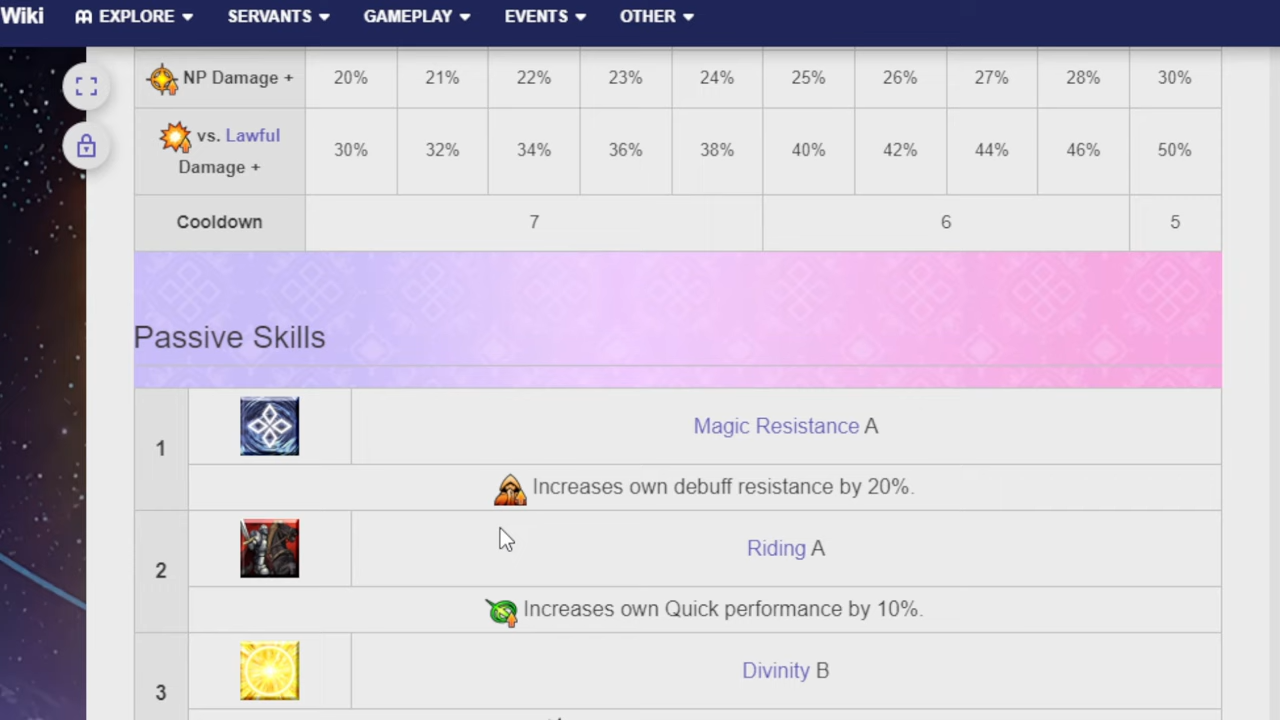 Wiki EXPLORE SERVANTS GAMEPLAY EVENTS OTHER
NP Damage + 20% 21% 22% 23% 24% 25% 26% 27% 28% 30%
vs. Lawful
Damage + 30% 32% 34% 36% 38% 40% 42% 44% 46% 50%
Cooldown 7 6 5
Passive Skills
1 Magic Resistance A
Increases own debuff resistance by 20%.
2 Riding A
Increases own Quick performance by 10%.
3 Divinity B